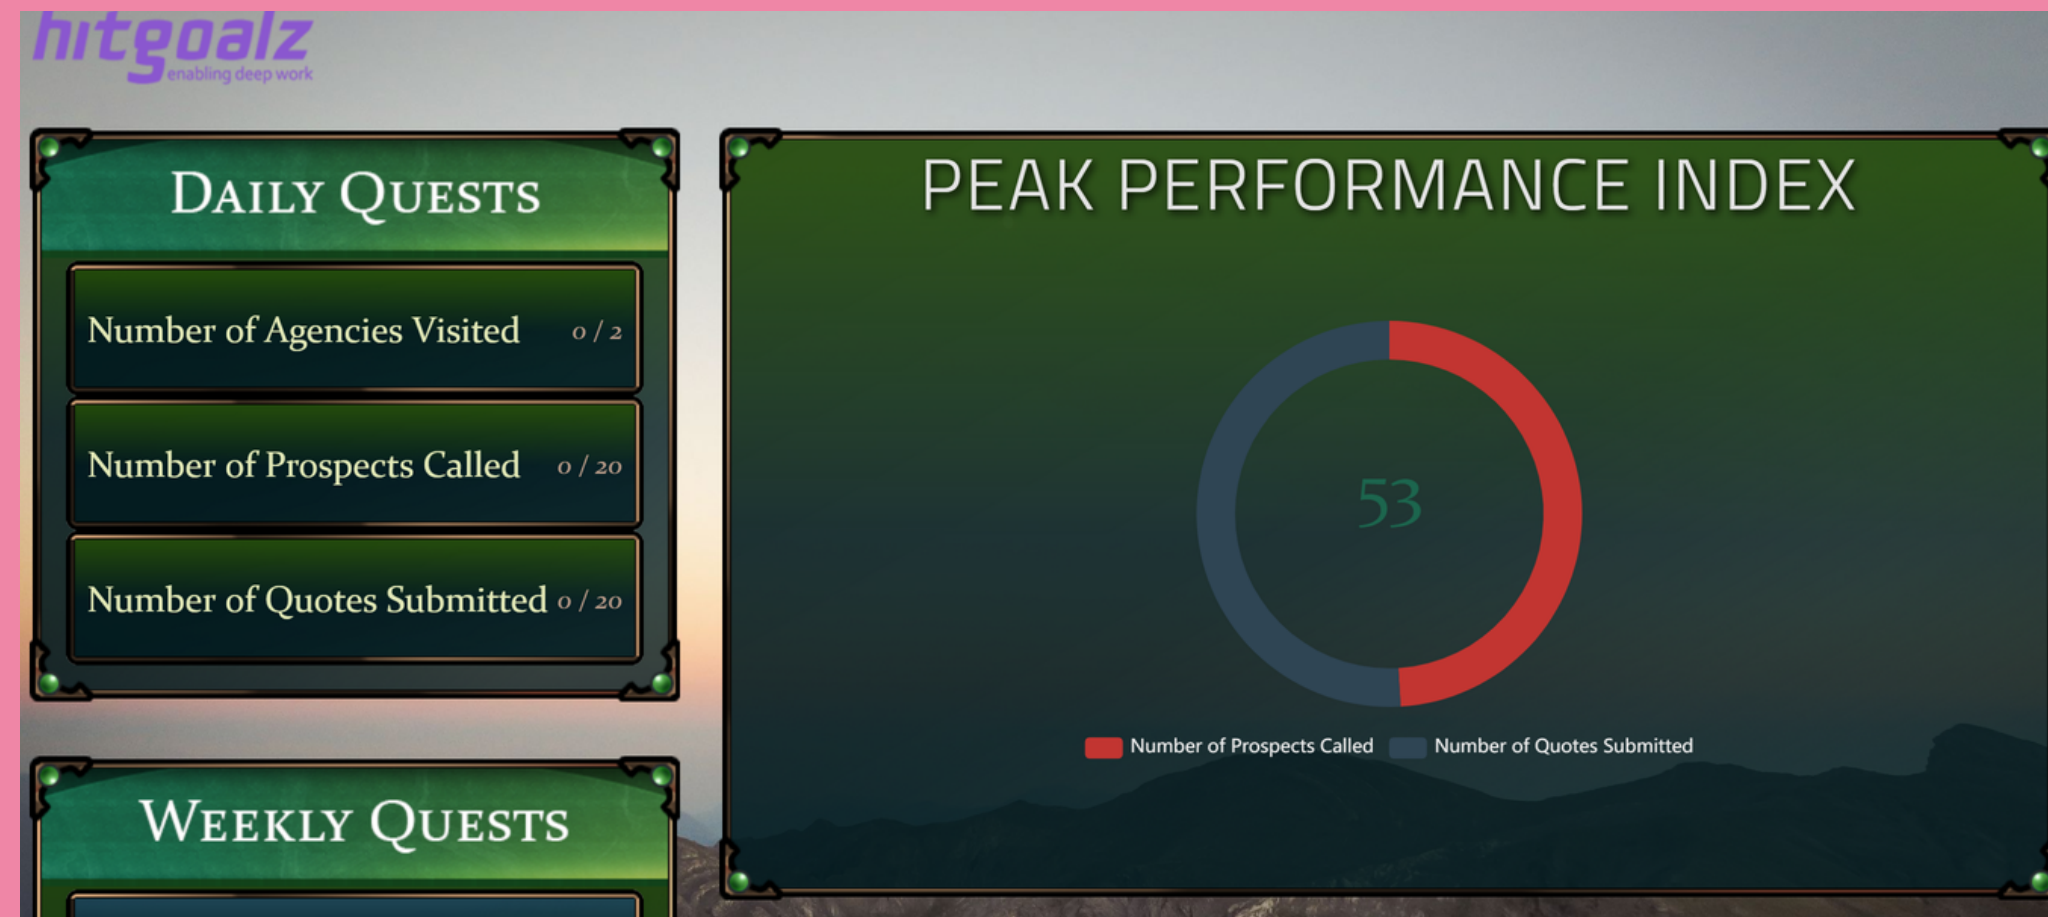 hitgoalz
enabling deep work
DAILY QUESTS
Number of Agencies Visited 0 / 2
Number of Prospects Called 0 / 20
Number of Quotes Submitted 0 / 20
WEEKLY QUESTS
PEAK PERFORMANCE INDEX
53
Number of Prospects Called Number of Quotes Submitted